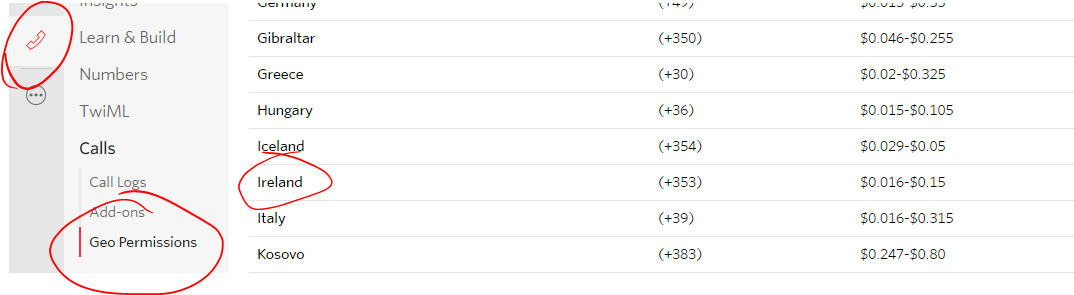 Insights
Learn & Build
Numbers
TwiML
Calls
Call Logs
Add-ons
Geo Permissions
Germany (+49) $0.015-$0.55
Gibraltar (+350) $0.046-$0.255
Greece (+30) $0.02-$0.325
Hungary (+36) $0.015-$0.105
Iceland (+354) $0.029-$0.05
Ireland (+353) $0.016-$0.15
Italy (+39) $0.016-$0.315
Kosovo (+383) $0.247-$0.80